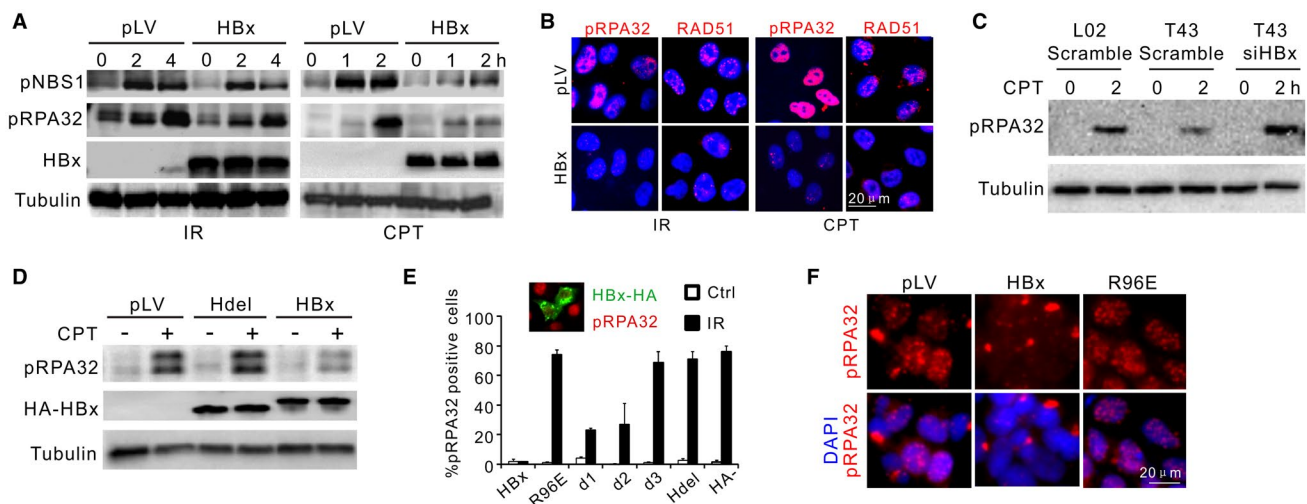 A
pLV HBx pLV HBx
0 2 4 0 2 4 0 1 2 0 1 2 h
pNBS1
pRPA32
HBx
Tubulin
IR CPT
B
pRPA32 RAD51 pRPA32 RAD51
pLV
HBx
20 μm
IR CPT
C
L02 T43 T43
Scramble Scramble siHBx
CPT 0 2 0 2 0 2 h
pRPA32
Tubulin
D
pLV Hdel HBx
CPT - + - + - +
pRPA32
HA-HBx
Tubulin
E
HBx-HA
pRPA32
Ctrl
IR
%pRPA32 positive cells
100
80
60
40
20
0
HBx R96E d1 d2 d3 Hdel HA-
F
pLV HBx R96E
pRPA32
DAPI
pRPA32
20 μm